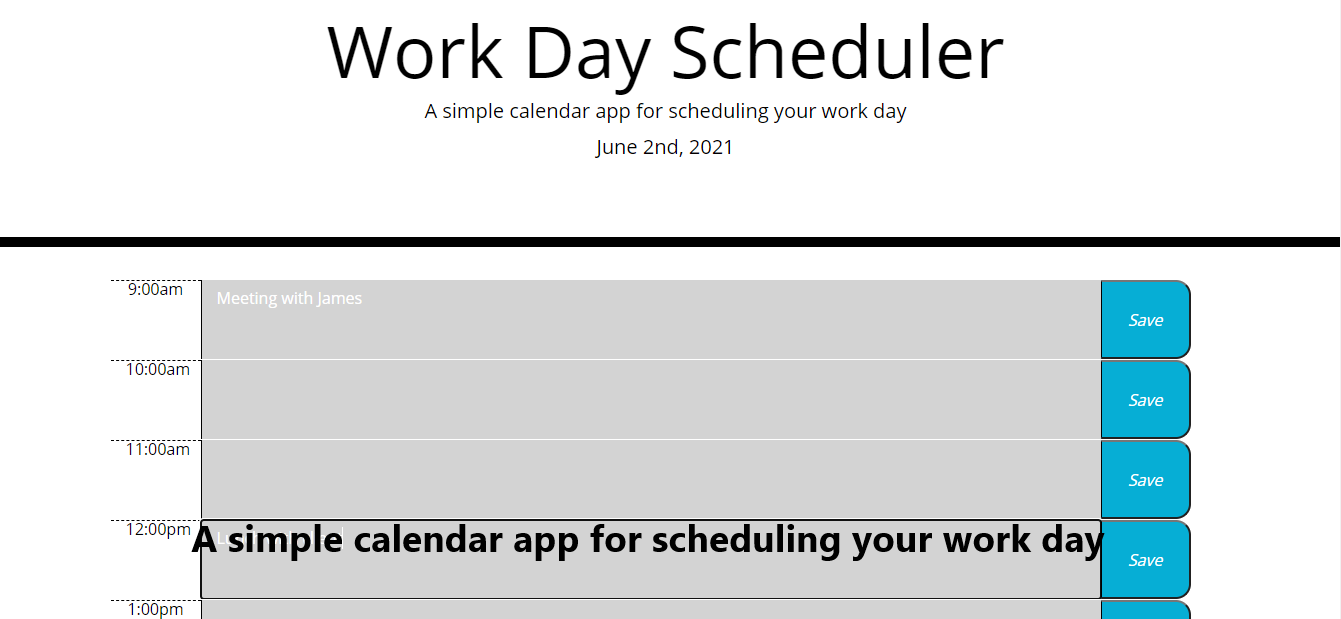 Work Day Scheduler
A simple calendar app for scheduling your work day
June 2nd, 2021
9:00am
Meeting with James
Save
10:00am
Save
11:00am
Save
12:00pm
A simple calendar app for scheduling your work day
Save
1:00pm